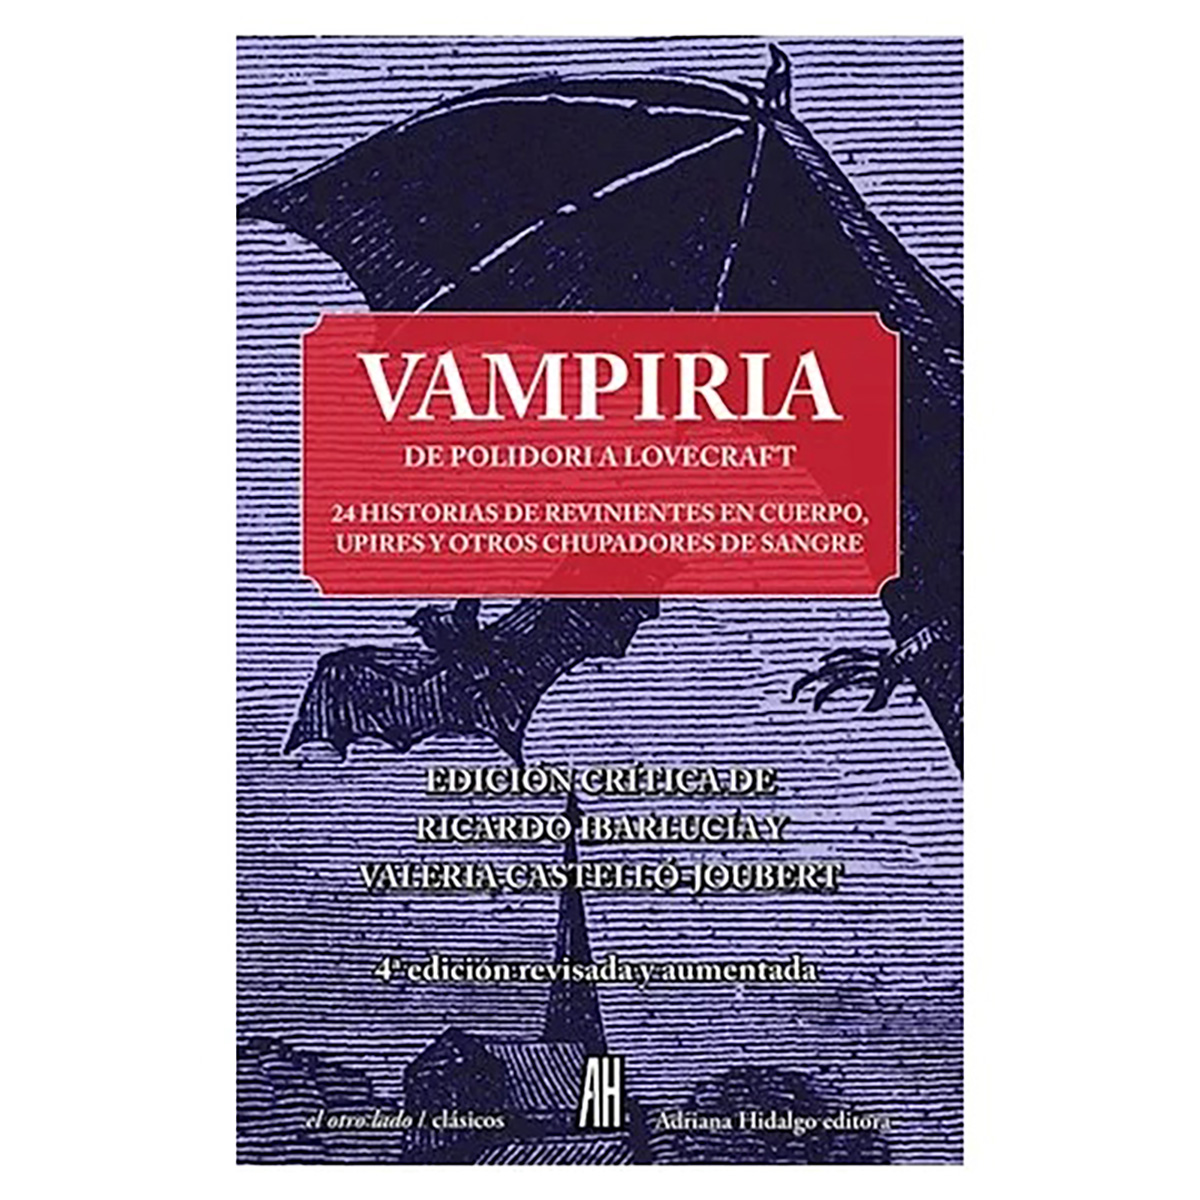 VAMPIRIA
DE POLIDORI A LOVECRAFT
24 HISTORIAS DE REVINIENTES EN CUERPO,
UPIRES Y OTROS CHUPADORES DE SANGRE
EDICIÓN CRÍTICA DE
RICARDO IBARLUCÍA Y
VALERIA CASTELLÓ-JOUBERT
4ª edición revisada y aumentada
el otro lado / clásicos
AH
Adriana Hidalgo editora